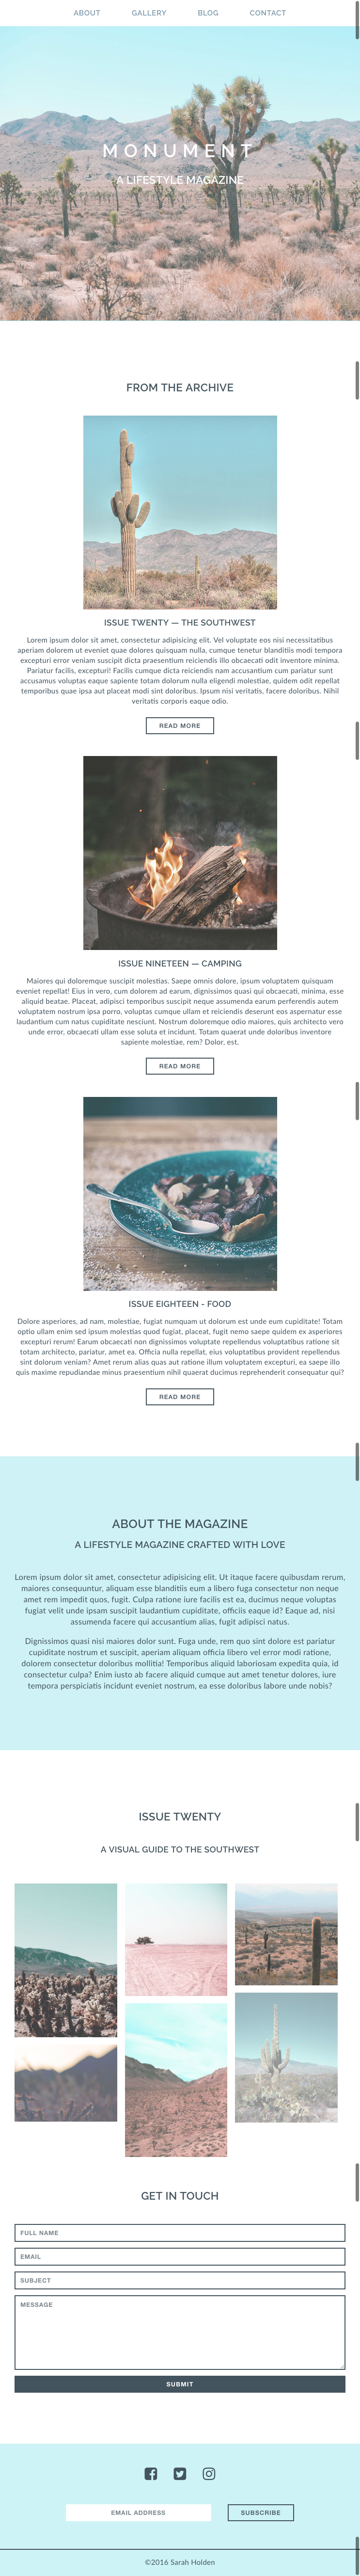 ABOUT GALLERY BLOG CONTACT
MONUMENT
A LIFESTYLE MAGAZINE
FROM THE ARCHIVE
ISSUE TWENTY — THE SOUTHWEST
Lorem ipsum dolor sit amet, consectetur adipisicing elit. Vel voluptate eos nisi necessitatibus
aperiam dolorem ut eveniet quae dolores quisquam nulla, cumque tenetur blanditiis modi tempora
excepturi error veniam suscipit dicta praesentium reiciendis illo obcaecati odit inventore minima.
Pariatur facilis, excepturi! Facilis cumque dicta reiciendis nam accusantium cum pariatur sunt
accusamus voluptas eaque sapiente totam dolorum nulla eligendi molestiae, quidem odit repellat
temporibus quae ipsa aut placeat modi sint doloribus. Ipsum nisi veritatis, facere doloribus. Nihil
veritatis corporis eaque odio.
READ MORE
ISSUE NINETEEN — CAMPING
Maiores qui doloremque suscipit molestias. Saepe omnis dolore, ipsum voluptatem quisquam
eveniet repellat! Eius in vero, cum dolorem ad earum, dignissimos quasi qui obcaecati, minima, esse
aliquid beatae. Placeat, adipisci temporibus suscipit neque assumenda earum perferendis autem
voluptatem nostrum ipsa porro, voluptas cumque ullam et reiciendis deserunt eos aspernatur esse
laudantium cum natus cupiditate nesciunt. Nostrum doloremque odio maiores, quis architecto vero
unde error, obcaecati ullam esse soluta et incidunt. Totam quatur unde doloribus inventore
sapiente molestiae, rem? Dolor, est.
READ MORE
ISSUE EIGHTEEN - FOOD
Dolore asperiores, ad nam, molestiae, fugiat numquam ut dolorum est unde eum cupiditate! Totam
optio ullam enim sed ipsum molestias quod fugiat, placeat, fugit nemo saepe quidem ex asperiores
excepturi rerum! Earum obcaecati non dignissimos voluptate repellendus voluptatibus ratione sit
totam architecto, pariatur, amet ea. Officia nulla repellat, eius voluptatibus provident repellendus
sint dolorum veniam? Amet rerum alias quas aut ratione illum voluptatem excepturi, ea saepe illo
quis maxime repudiandae minus praesentium nihil quaerat ducimus reprehenderit consequatur qui?
READ MORE
ABOUT THE MAGAZINE
A LIFESTYLE MAGAZINE CRAFTED WITH LOVE
Lorem ipsum dolor sit amet, consectetur adipisicing elit. Ut itaque facere quibusdam rerum,
maiores consequuntur, aliquam esse blanditiis eum a libero fuga consectetur non neque
amet rem impedit quos, fugit. Culpa ratione iure facilis est ea, ducimus neque voluptas
fugiat velit unde ipsam suscipit laudantium cupiditate, officiis eaque id? Eaque ad, nisi
assumenda facere qui accusantium alias, fugit adipisci natus.
Dignissimos quasi nisi maiores dolor sunt. Fuga unde, rem quo sint dolore est pariatur
cupiditate nostrum et suscipit, aperiam aliquam officia libero vel error modi ratione,
dolorem consectetur doloribus mollitia! Temporibus aliquid laboriosam expedita quia, id
consectetur culpa? Enim iusto ab facere aliquid cumque aut amet tenetur dolores, iure
tempora perspiciatis incidunt eveniet nostrum, ea esse doloribus labore unde nobis?
ISSUE TWENTY
A VISUAL GUIDE TO THE SOUTHWEST
GET IN TOUCH
FULL NAME
EMAIL
SUBJECT
MESSAGE
SUBMIT
EMAIL ADDRESS SUBSCRIBE
©2016 Sarah Holden